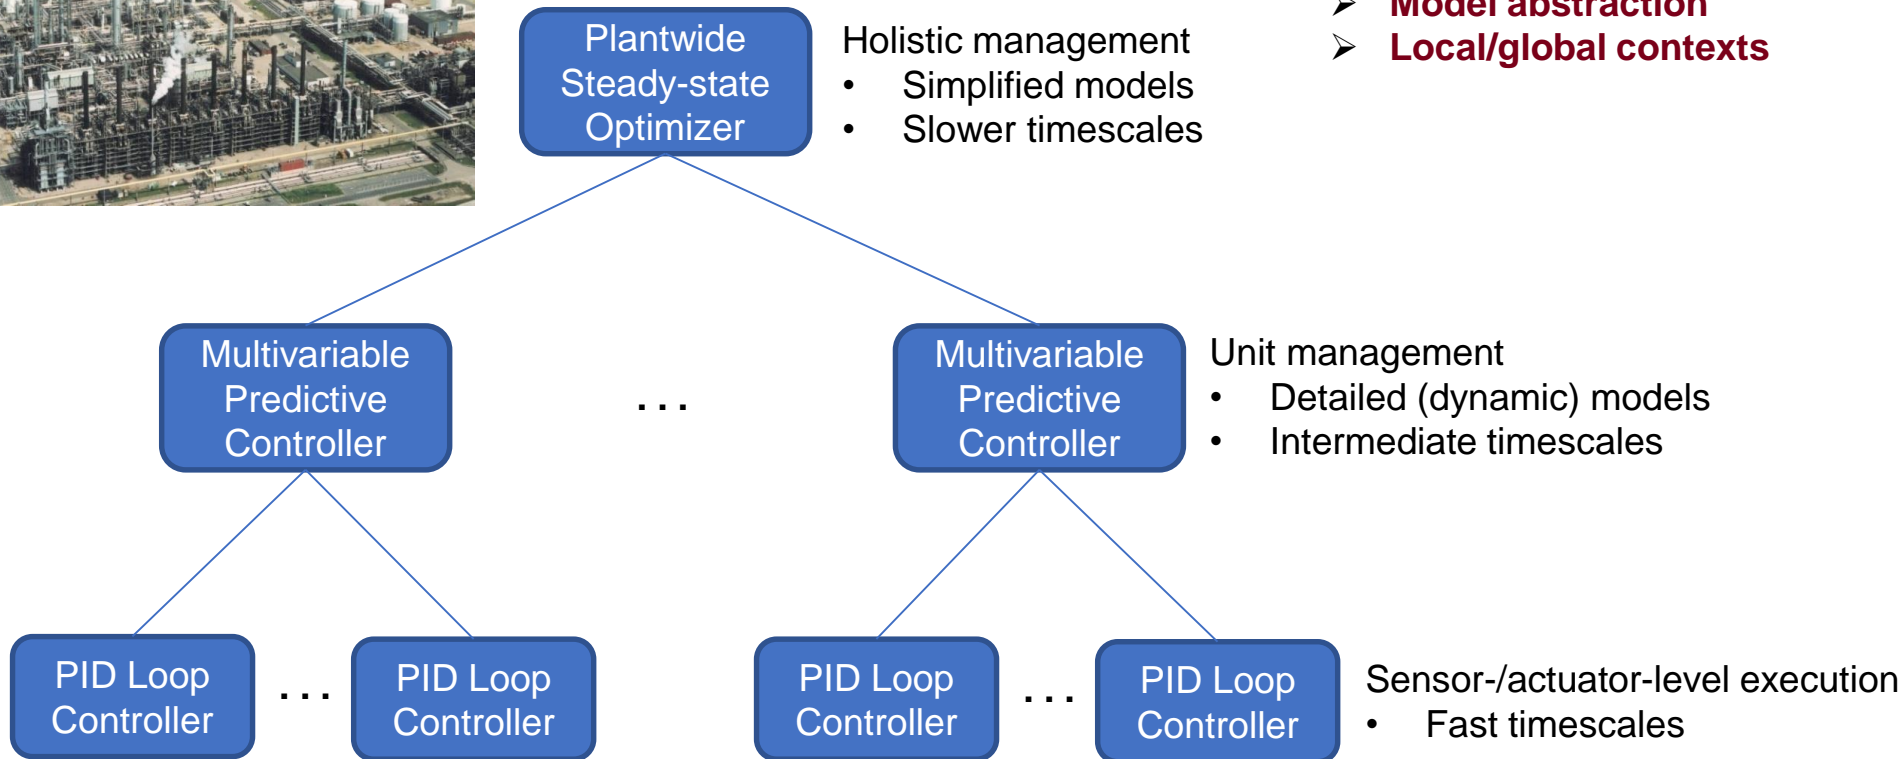 ➢ Model abstraction
➢ Local/global contexts
Plantwide
Steady-state
Optimizer
Holistic management
• Simplified models
• Slower timescales
Multivariable
Predictive
Controller
...
Multivariable
Predictive
Controller
Unit management
• Detailed (dynamic) models
• Intermediate timescales
PID Loop
Controller
...
PID Loop
Controller
PID Loop
Controller
...
PID Loop
Controller
Sensor-/actuator-level execution
• Fast timescales